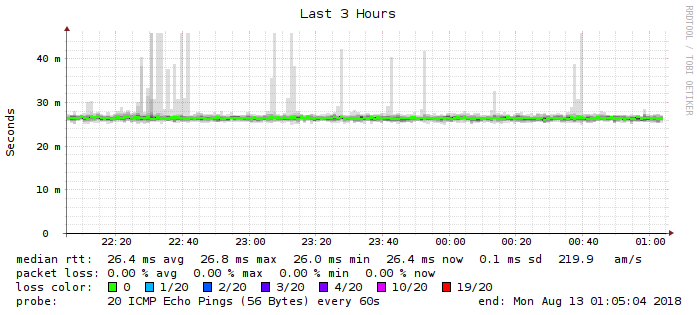 Last 3 Hours
RRDTOOL / TOBI OETIKER
Seconds
40 m
30 m
20 m
10 m
0
22:20 22:40 23:00 23:20 23:40 00:00 00:20 00:40 01:00
median rtt: 26.4 ms avg 26.8 ms max 26.0 ms min 26.4 ms now 0.1 ms sd 219.9 am/s
packet loss: 0.00 % avg 0.00 % max 0.00 % min 0.00 % now
loss color: 0 1/20 2/20 3/20 4/20 10/20 19/20
probe: 20 ICMP Echo Pings (56 Bytes) every 60s end: Mon Aug 13 01:05:04 2018